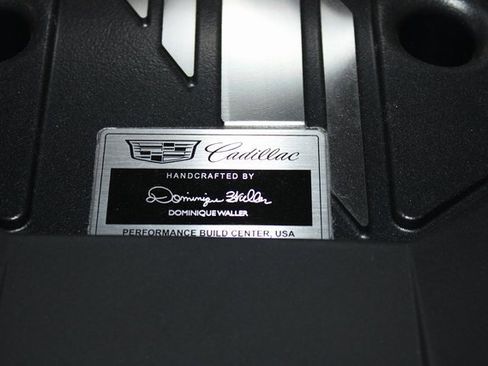 Cadillac
HANDCRAFTED BY
Dominique Waller
DOMINIQUE WALLER
PERFORMANCE BUILD CENTER, USA